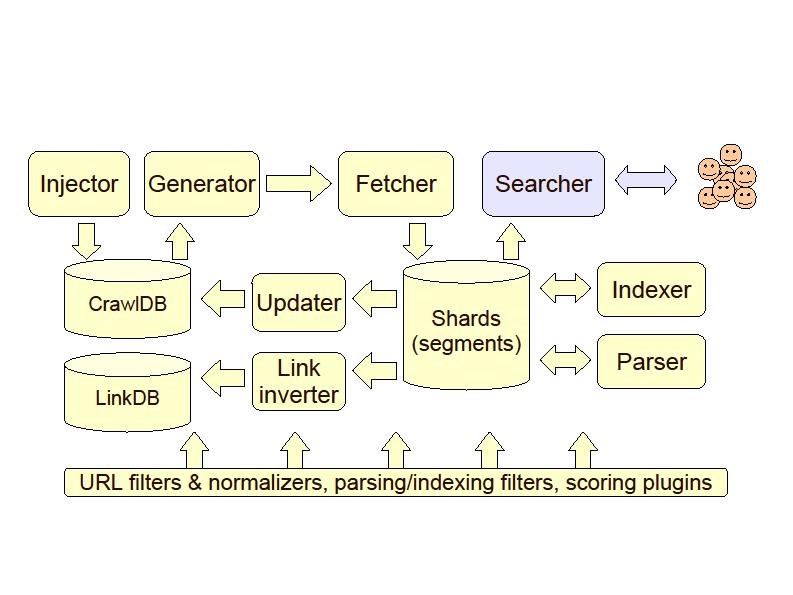 Injector
Generator
Fetcher
Searcher
CrawlDB
Updater
Shards
(segments)
Indexer
LinkDB
Link
inverter
Parser
URL filters & normalizers, parsing/indexing filters, scoring plugins